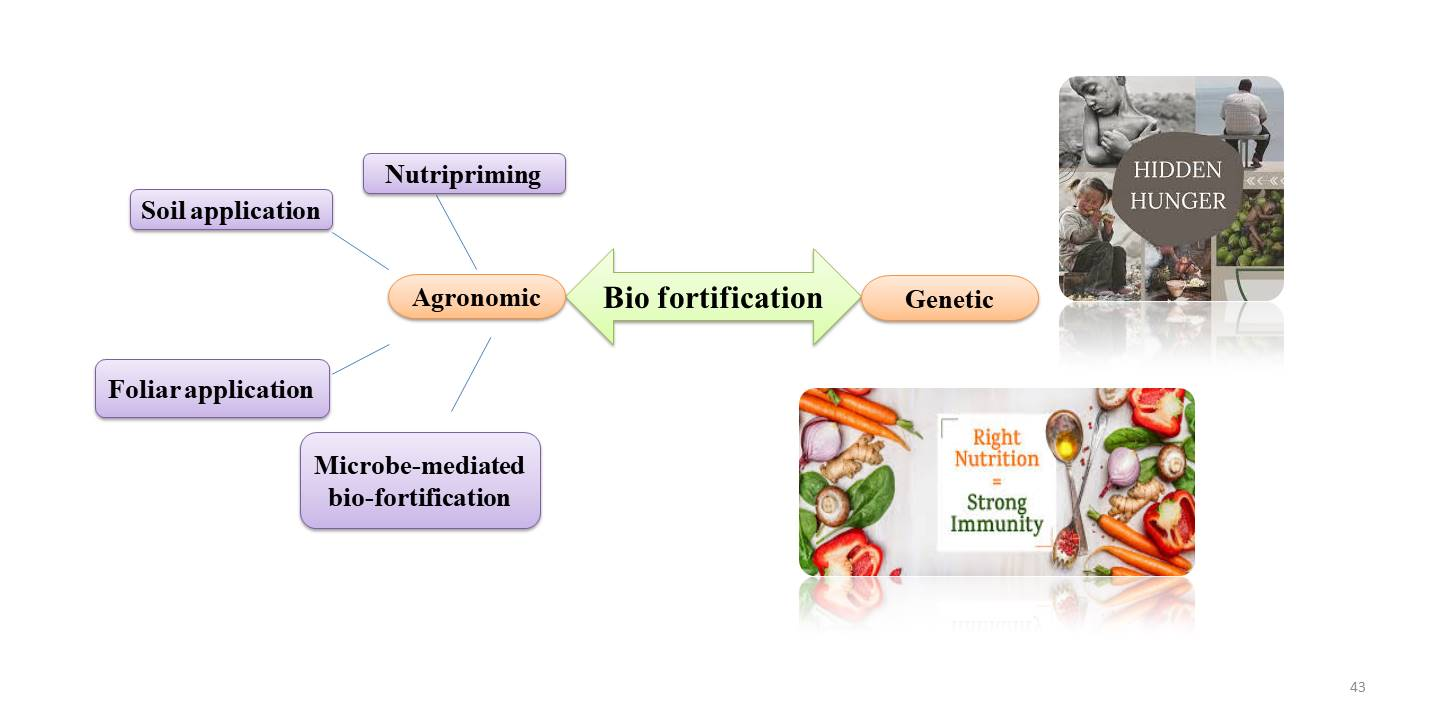 Nutripriming
Soil application
Agronomic
Bio fortification
Genetic
Foliar application
Microbe-mediated
bio-fortification
HIDDEN
HUNGER
Right
Nutrition
=
Strong
Immunity
43